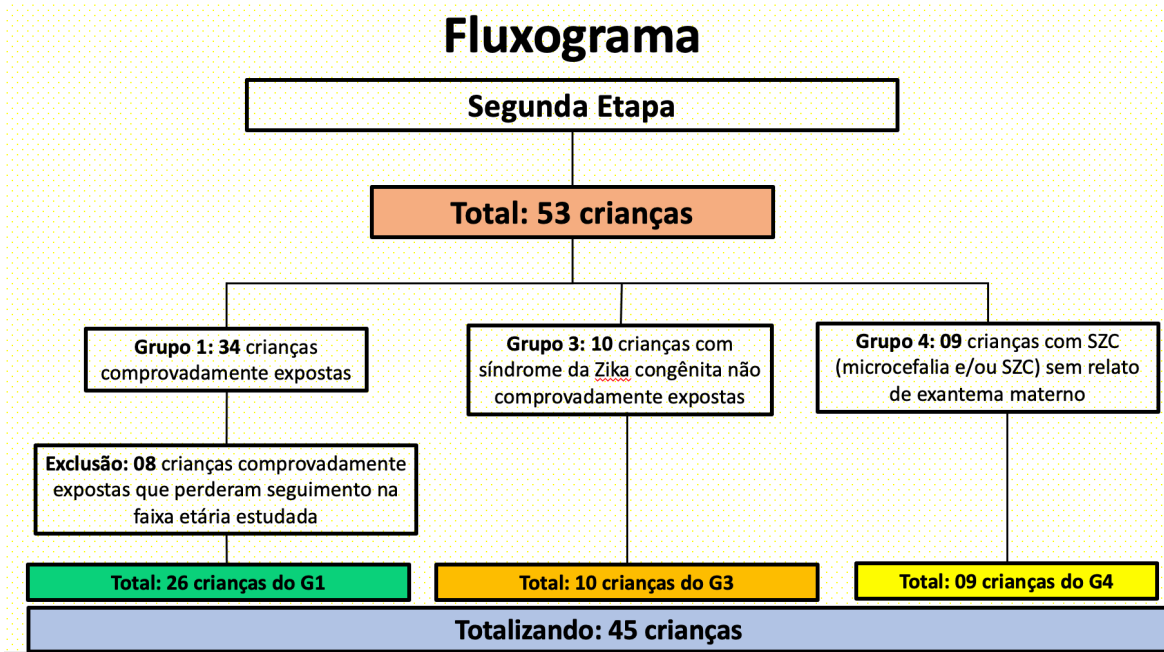 Fluxograma
Segunda Etapa
Total: 53 crianças
Grupo 1: 34 crianças
comprovadamente expostas
Grupo 3: 10 crianças com
síndrome da Zika congênita não
comprovadamente expostas
Grupo 4: 09 crianças com SZC
(microcefalia e/ou SZC) sem relato
de exantema materno
Exclusão: 08 crianças comprovadamente
expostas que perderam seguimento na
faixa etária estudada
Total: 26 crianças do G1
Total: 10 crianças do G3
Total: 09 crianças do G4
Totalizando: 45 crianças